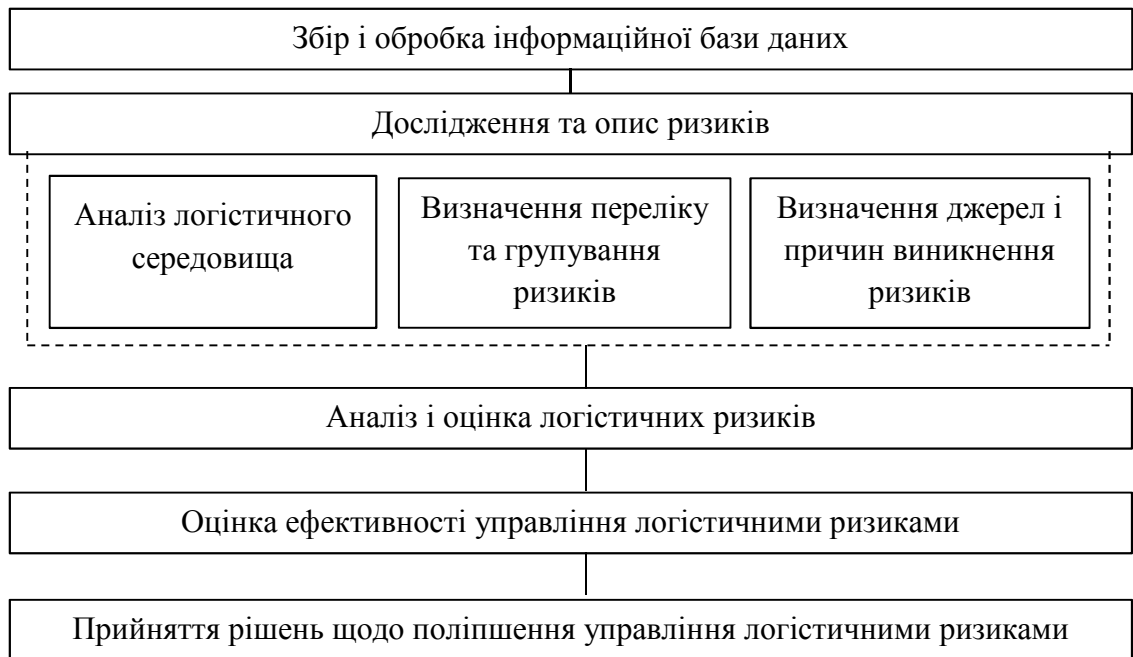 Збір і обробка інформаційної бази даних
Дослідження та опис ризиків
Аналіз логістичного
середовища
Визначення переліку
та групування
ризиків
Визначення джерел і
причин виникнення
ризиків
Аналіз і оцінка логістичних ризиків
Оцінка ефективності управління логістичними ризиками
Прийняття рішень щодо поліпшення управління логістичними ризиками